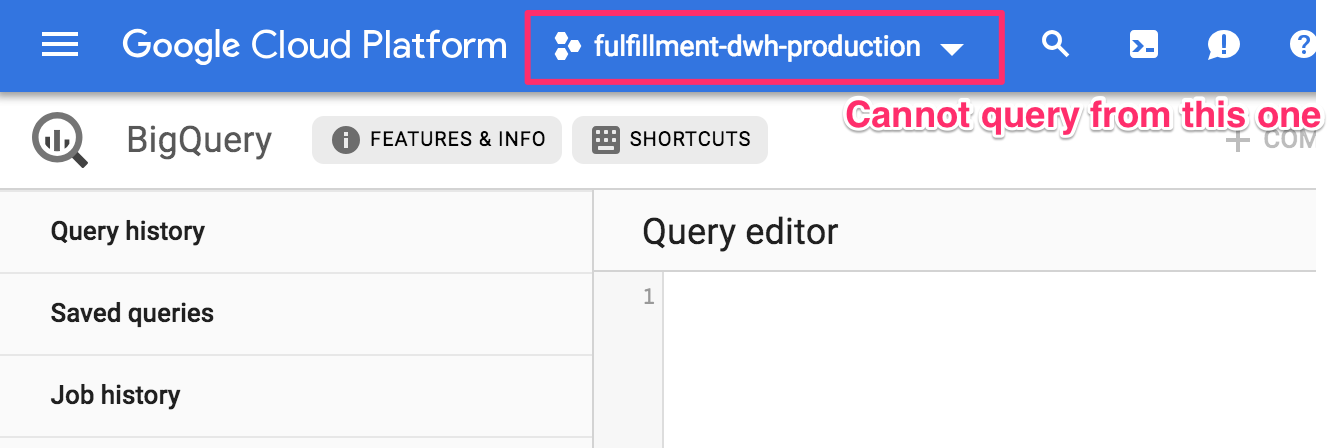 Google Cloud Platform
fulfillment-dwh-production
Cannot query from this one
BigQuery
FEATURES & INFO
SHORTCUTS
+ COM
Query history
Query editor
1
Saved queries
Job history